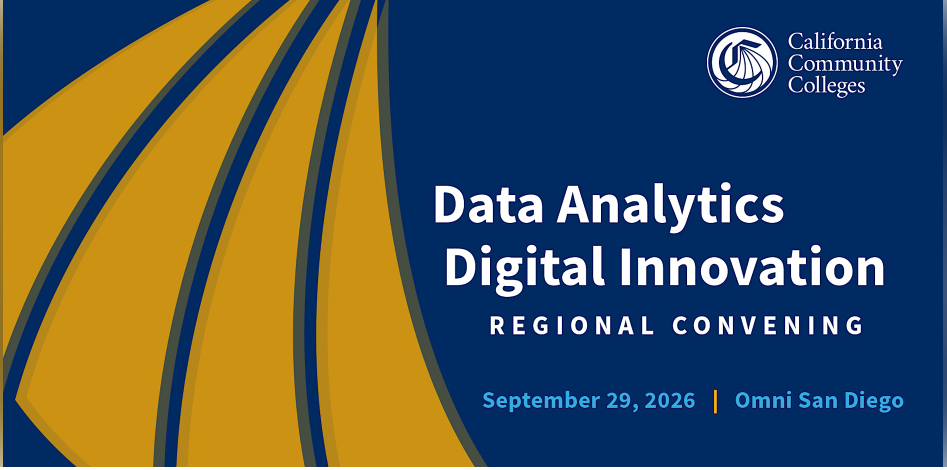 California
Community
Colleges
Data Analytics
Digital Innovation
REGIONAL CONVENING
September 29, 2026 | Omni San Diego